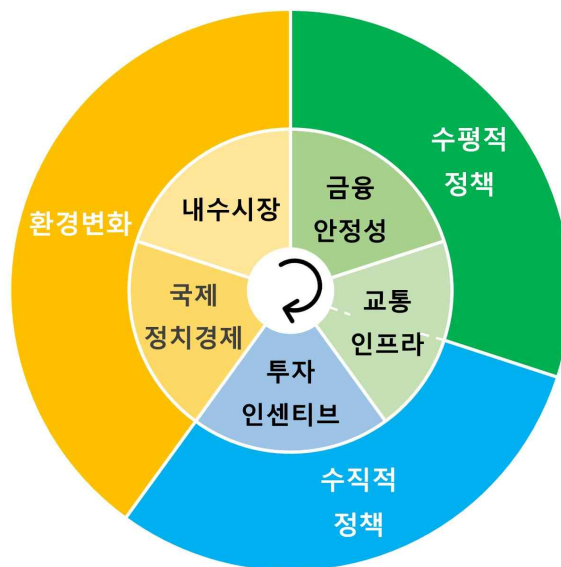 수평적
정책
금융
안정성
내수시장
환경변화
국제
정치경제
교통
인프라
투자
인센티브
수직적
정책